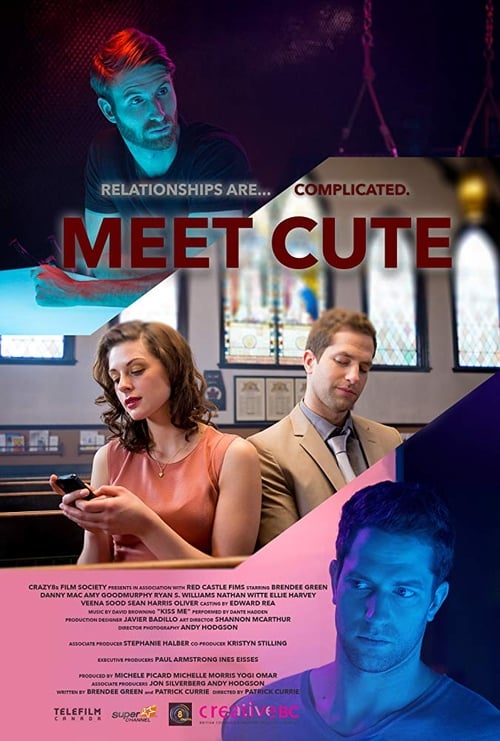 RELATIONSHIPS ARE... COMPLICATED.
MEET CUTE
CRAZY8s FILM SOCIETY PRESENTS IN ASSOCIATION WITH RED CASTLE FIMS STARRING BRENDEE GREEN
DANNY MAC AMY GOODMURPHY RYAN S. WILLIAMS NATHAN WITTE ELLIE HARVEY
VEENA SOOD SEAN HARRIS OLIVER CASTING BY EDWARD REA
MUSIC BY DAVID BROWNING "KISS ME" PERFORMED BY DANTE HADDEN
PRODUCTION DESIGNER JAVIER BADILLO ART DIRECTOR SHANNON MCARTHUR
DIRECTOR PHOTOGRAPHY ANDY HODGSON
ASSOCIATE PRODUCER STEPHANIE HALBER CO-PRODUCER KRISTYN STILLING
EXECUTIVE PRODUCERS PAUL ARMSTRONG INES EISSES
PRODUCED BY MICHELE PICARD MICHELLE MORRIS YOGI OMAR
ASSOCIATE PRODUCERS JON SILVERBERG ANDY HODGSON
WRITTEN BY BRENDEE GREEN AND PATRICK CURRIE DIRECTED BY PATRICK CURRIE
TELEFILM
CANADA
super
CHANNEL
8
creativeBC